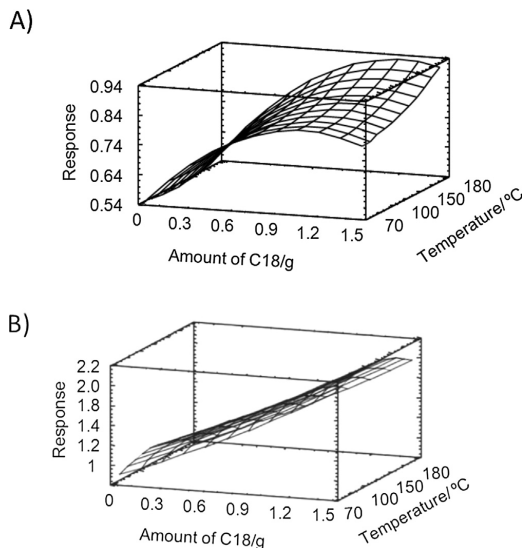 A)
0.94
0.84
0.74
0.64
0.54
Response
0 0.3 0.6 0.9 1.2 1.5
Amount of C18/g
70 100 150 180
Temperature/ ºC
B)
2.2
2.0
1.8
1.4
1.2
1
Response
0 0.3 0.6 0.9 1.2 1.5
Amount of C18/g
70 100 150 180
Temperature/ ºC